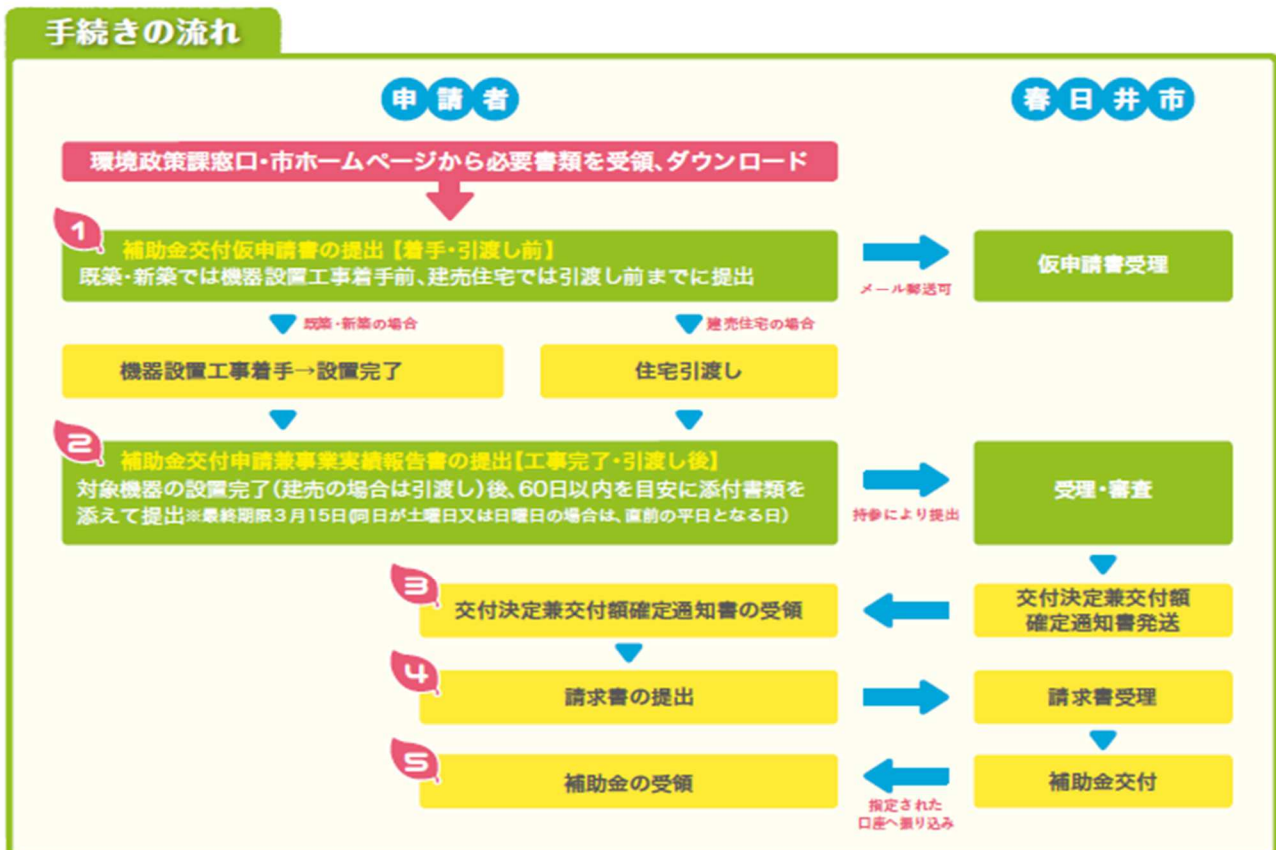 手続きの流れ
申請者
春日井市
環境政策課窓口・市ホームページから必要書類を受領、ダウンロード
1
補助金交付仮申請書の提出【着手・引渡し前】
既築・新築では機器設置工事着手前、建売住宅では引渡し前までに提出
メール郵送可
仮申請書受理
既築・新築の場合
建売住宅の場合
機器設置工事着手→設置完了
住宅引渡し
2
補助金交付申請兼事業実績報告書の提出【工事完了・引渡し後】
対象機器の設置完了(建売の場合は引渡し)後、60日以内を目安に添付書類を
添えて提出※最終期限3月15日(同日が土曜日又は日曜日の場合は、直前の平日となる日)
持参により提出
受理・審査
3
交付決定兼交付額確定通知書の受領
交付決定兼交付額
確定通知書発送
4
請求書の提出
請求書受理
5
補助金の受領
指定された
口座へ振り込み
補助金交付